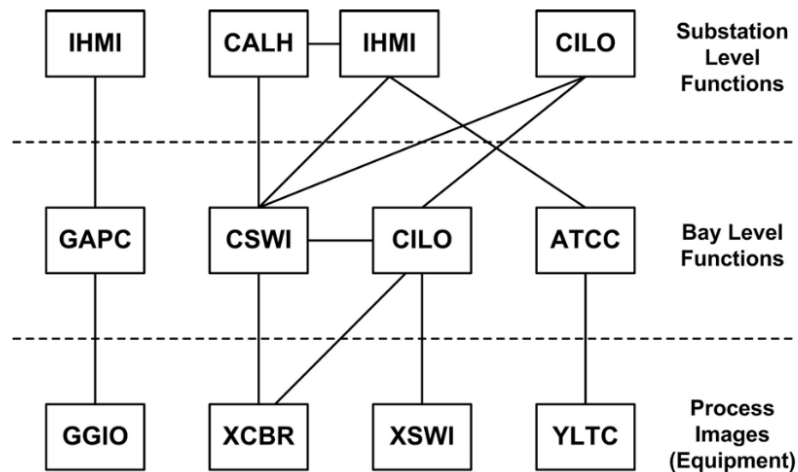 IHMI
CALH
IHMI
CILO
Substation
Level
Functions
GAPC
CSWI
CILO
ATCC
Bay Level
Functions
GGIO
XCBR
XSWI
YLTC
Process
Images
(Equipment)